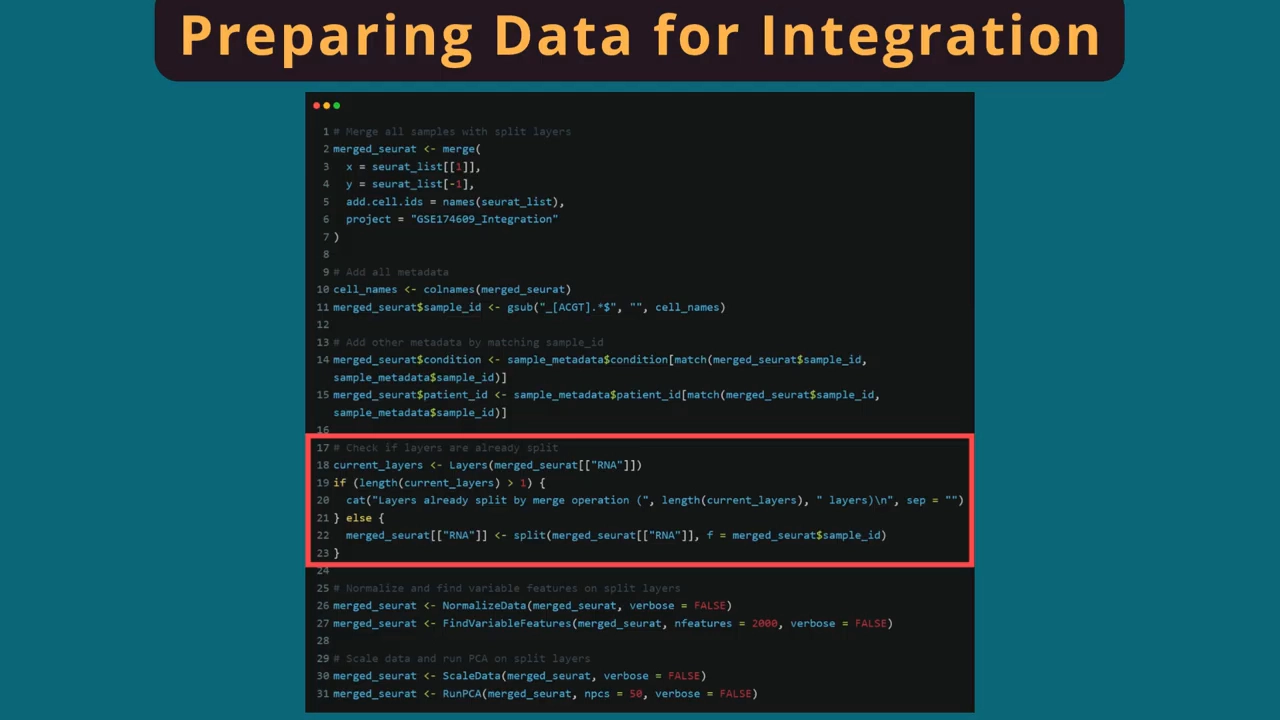 Preparing Data for Integration
1 # Merge all samples with split layers
2 merged_seurat <- merge(
3   x = seurat_list[[1]],
4   y = seurat_list[-1],
5   add.cell.ids = names(seurat_list),
6   project = "GSE174609_Integration"
7 )
8
9 # Add all metadata
10 cell_names <- colnames(merged_seurat)
11 merged_seurat$sample_id <- gsub("_[ACGT].*$", "", cell_names)
12
13 # Add other metadata by matching sample_id
14 merged_seurat$condition <- sample_metadata$condition[match(merged_seurat$sample_id,
sample_metadata$sample_id)]
15 merged_seurat$patient_id <- sample_metadata$patient_id[match(merged_seurat$sample_id,
sample_metadata$sample_id)]
16
17 # Check if layers are already split
18 current_layers <- Layers(merged_seurat[["RNA"]])
19 if (length(current_layers) > 1) {
20   cat("Layers already split by merge operation (", length(current_layers), " layers)\n", sep = "")
21 } else {
22   merged_seurat[["RNA"]] <- split(merged_seurat[["RNA"]], f = merged_seurat$sample_id)
23 }
24
25 # Normalize and find variable features on split layers
26 merged_seurat <- NormalizeData(merged_seurat, verbose = FALSE)
27 merged_seurat <- FindVariableFeatures(merged_seurat, nfeatures = 2000, verbose = FALSE)
28
29 # Scale data and run PCA on split layers
30 merged_seurat <- ScaleData(merged_seurat, verbose = FALSE)
31 merged_seurat <- RunPCA(merged_seurat, npcs = 50, verbose = FALSE)